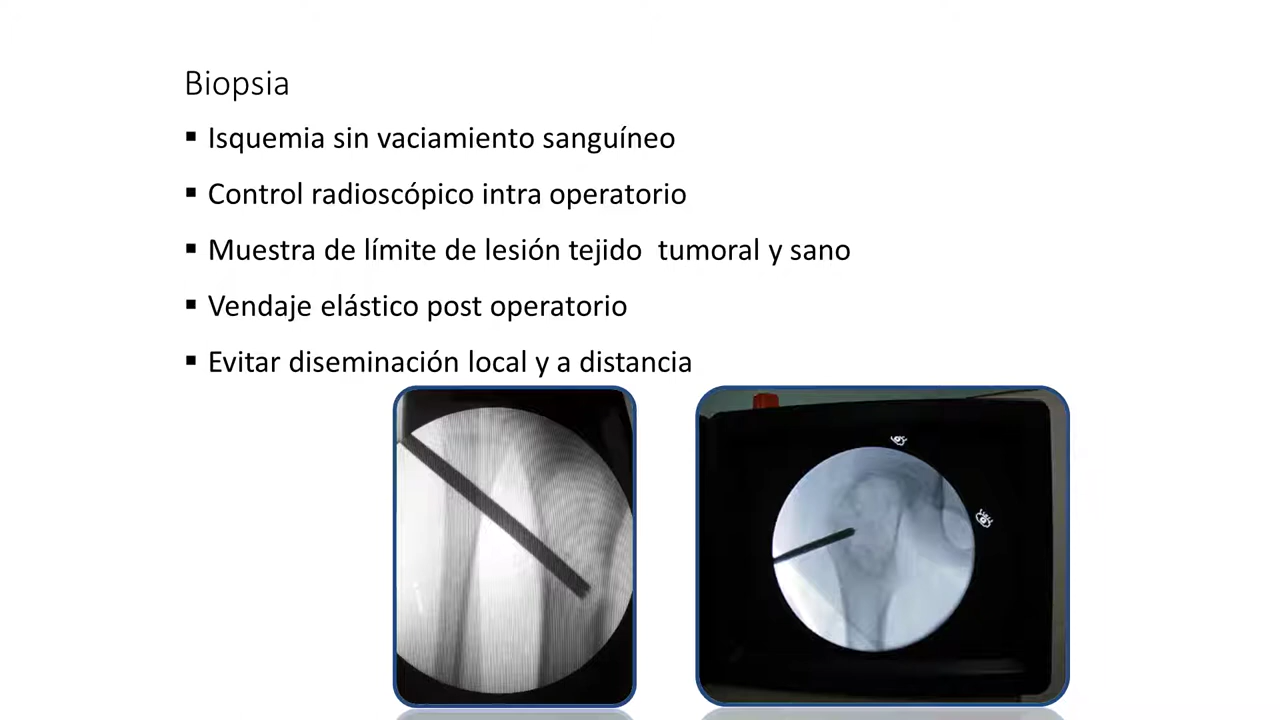 Biopsia
▪ Isquemia sin vaciamiento sanguíneo
▪ Control radioscópico intra operatorio
▪ Muestra de límite de lesión tejido  tumoral y sano
▪ Vendaje elástico post operatorio
▪ Evitar diseminación local y a distancia